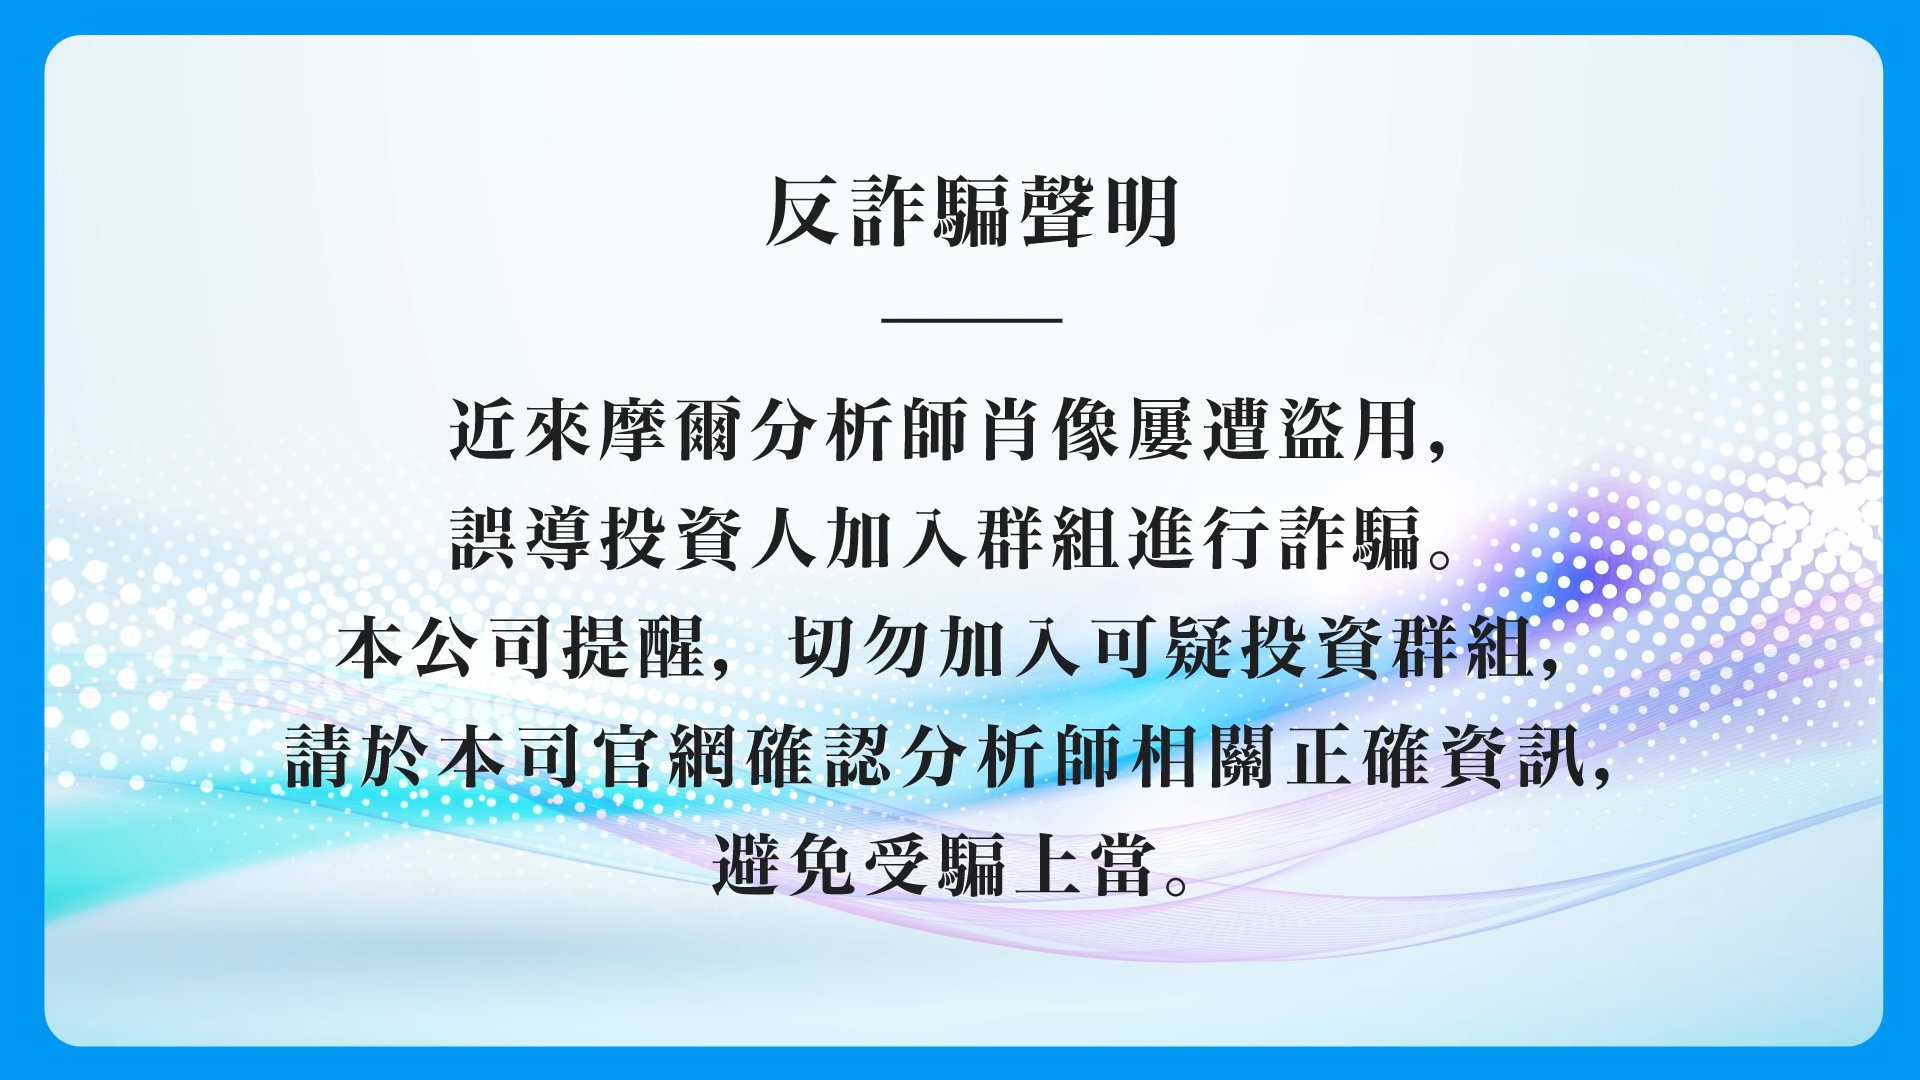 反詐騙聲明
近來摩爾分析師肖像屢遭盜用，
誤導投資人加入群組進行詐騙。
本公司提醒，切勿加入可疑投資群組，
請於本司官網確認分析師相關正確資訊，
避免受騙上當。